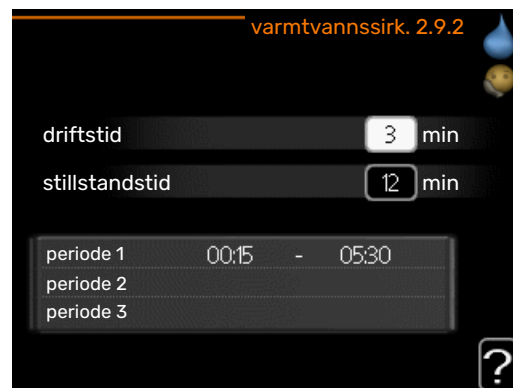 varmtvannssirk. 2.9.2
driftstid 3 min
stillstandstid 12 min
periode 1 00:15 - 05:30
periode 2
periode 3
?